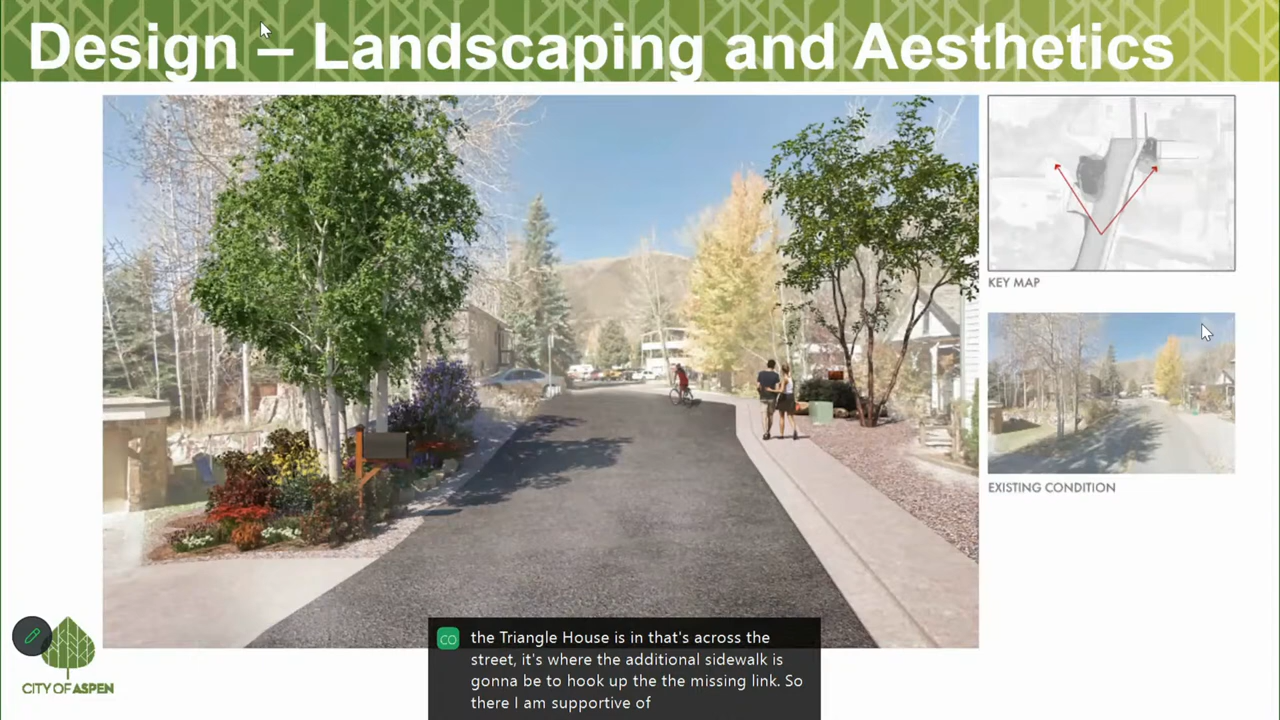 Design – Landscaping and Aesthetics
KEY MAP
EXISTING CONDITION
CITY OF ASPEN
CO
the Triangle House is in that's across the
street, it's where the additional sidewalk is
gonna be to hook up the the missing link. So
there I am supportive of